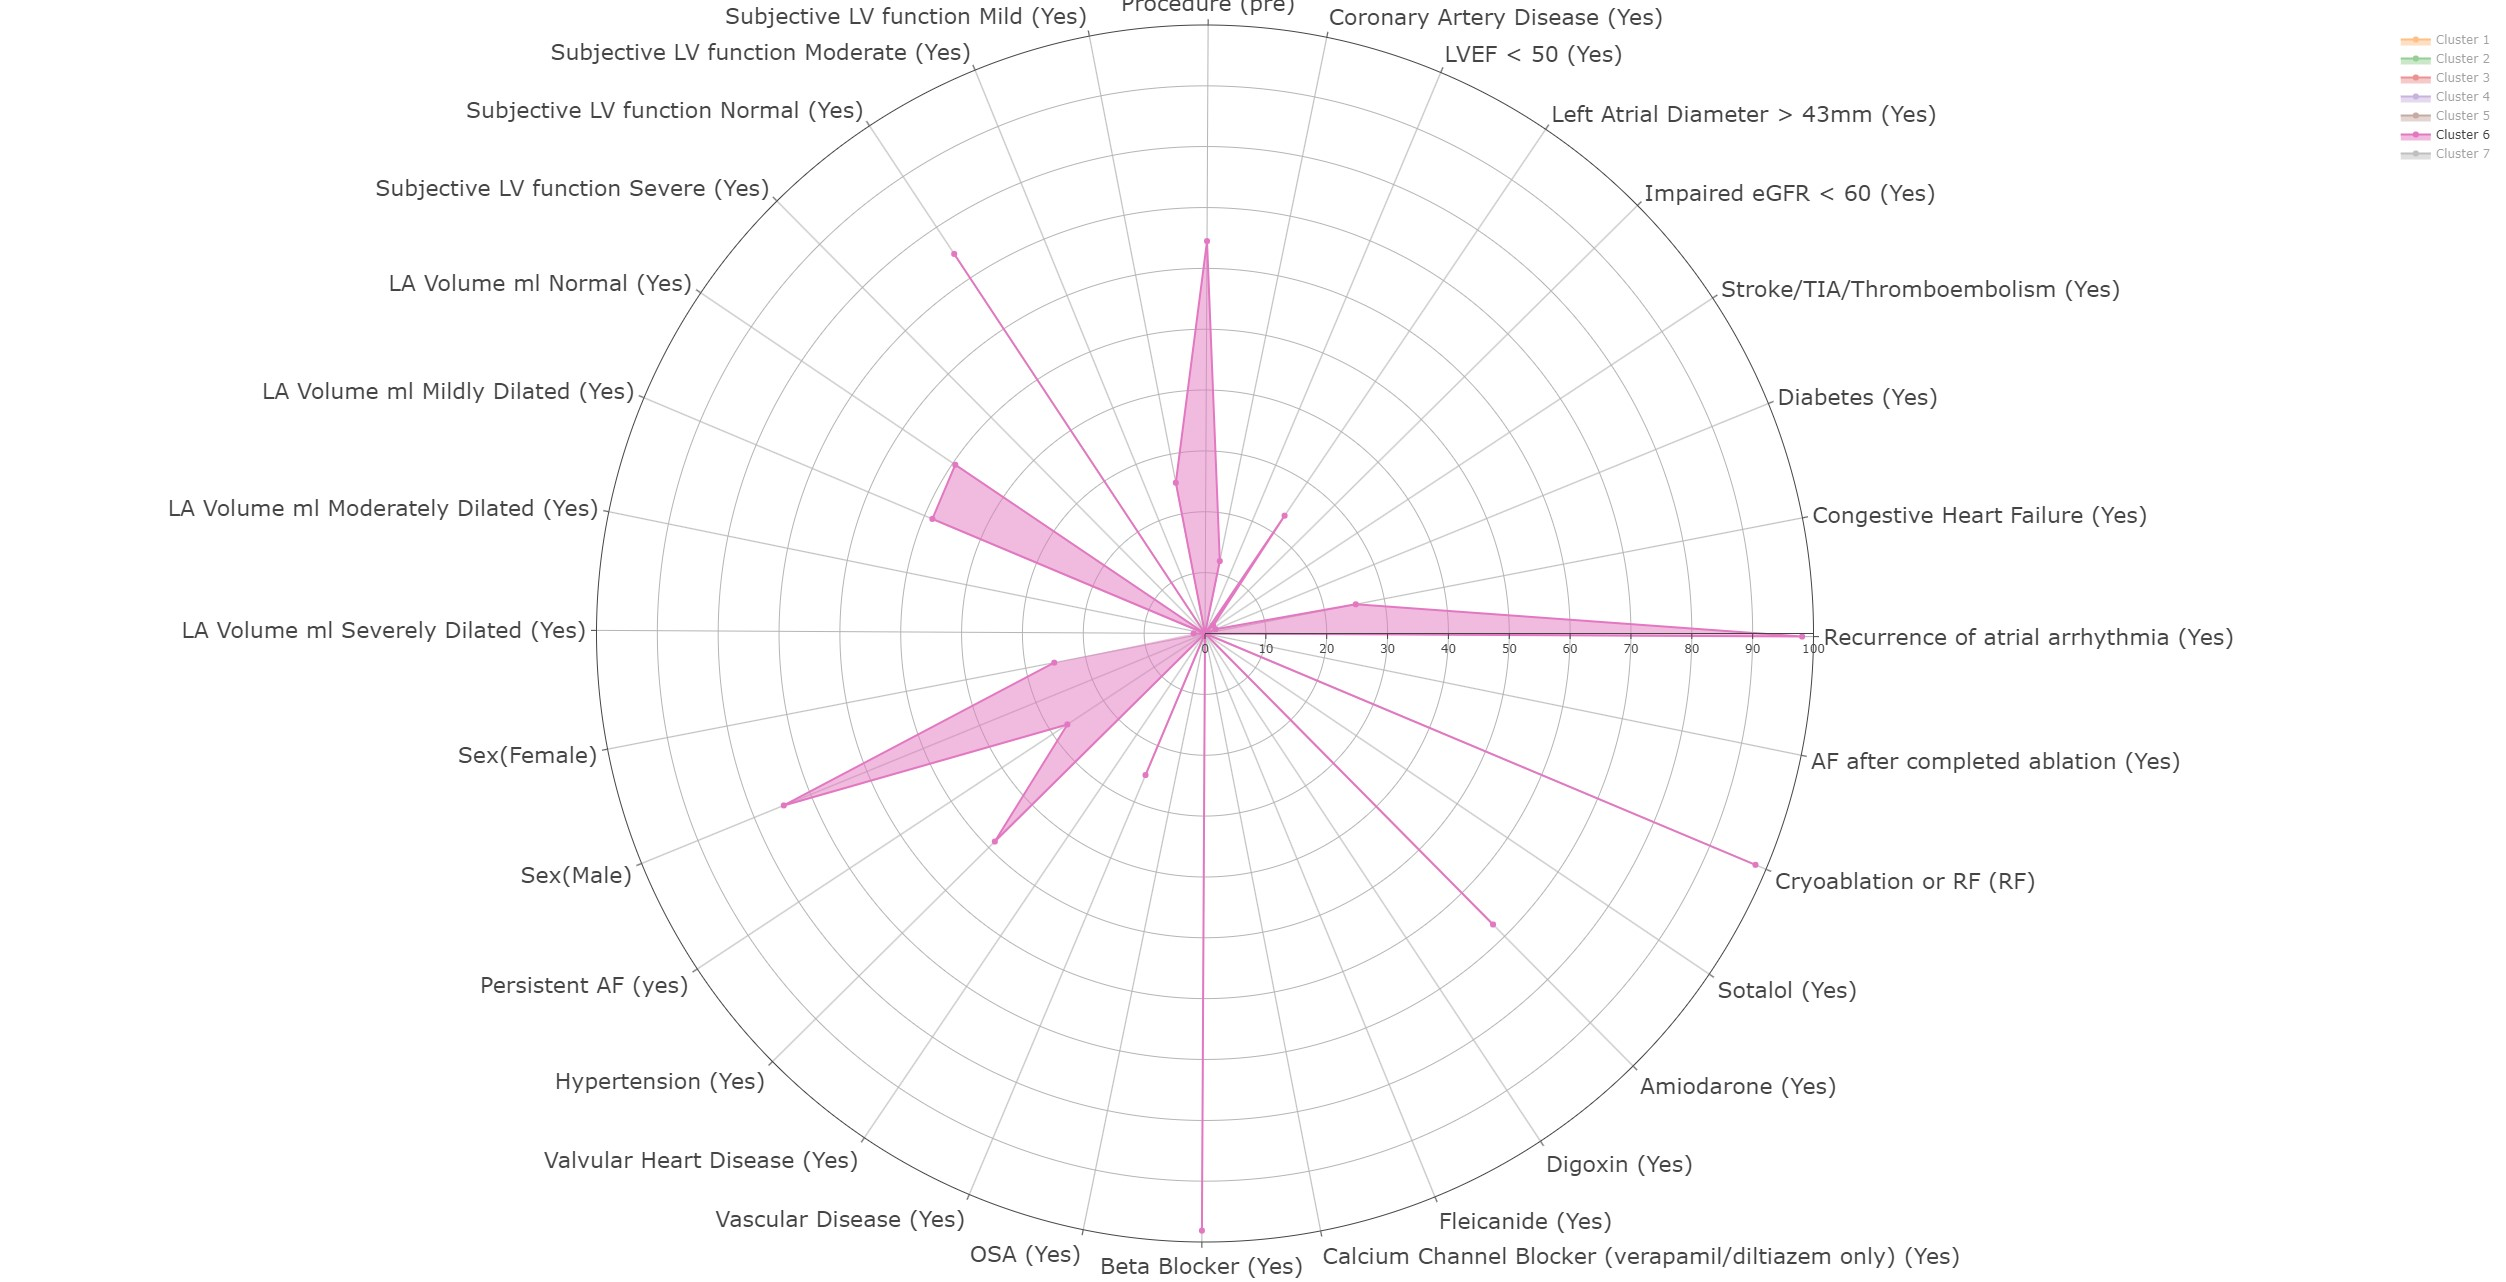 Procedure (pre)
Subjective LV function Mild (Yes)
Coronary Artery Disease (Yes)
Subjective LV function Moderate (Yes)
LVEF < 50 (Yes)
Subjective LV function Normal (Yes)
Left Atrial Diameter > 43mm (Yes)
Subjective LV function Severe (Yes)
Impaired eGFR < 60 (Yes)
LA Volume ml Normal (Yes)
Stroke/TIA/Thromboembolism (Yes)
LA Volume ml Mildly Dilated (Yes)
Diabetes (Yes)
LA Volume ml Moderately Dilated (Yes)
Congestive Heart Failure (Yes)
LA Volume ml Severely Dilated (Yes)
Recurrence of atrial arrhythmia (Yes)
0 10 20 30 40 50 60 70 80 90 100
Sex(Female)
AF after completed ablation (Yes)
Sex(Male)
Cryoablation or RF (RF)
Persistent AF (yes)
Sotalol (Yes)
Hypertension (Yes)
Amiodarone (Yes)
Valvular Heart Disease (Yes)
Digoxin (Yes)
Vascular Disease (Yes)
Fleicanide (Yes)
OSA (Yes)
Beta Blocker (Yes)
Calcium Channel Blocker (verapamil/diltiazem only) (Yes)
Cluster 1
Cluster 2
Cluster 3
Cluster 4
Cluster 5
Cluster 6
Cluster 7